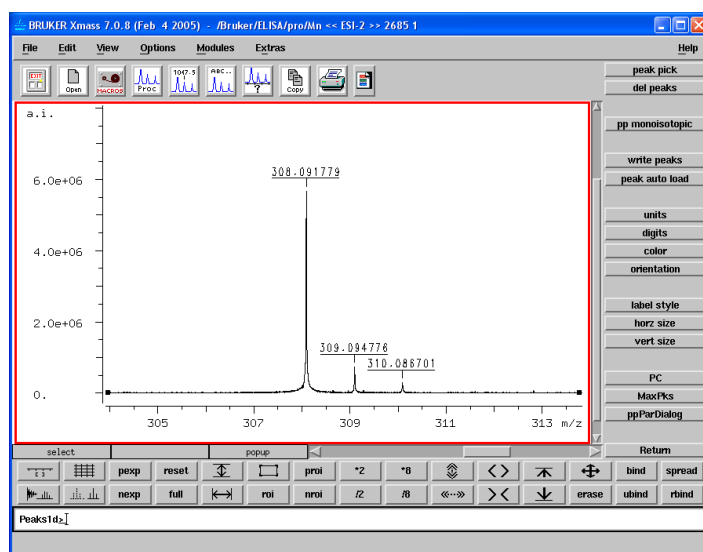 BRUKER Xmass 7.0.8 (Feb 4 2005) - /Bruker/ELISA/pro/Mn << ESI-2 >> 2685 1
File Edit View Options Modules Extras Help
EXIT
Open
MACROS
Proc
1047.5
ABC..
?
Copy
peak pick
del peaks
pp monoisotopic
write peaks
peak auto load
units
digits
color
orientation
label style
horz size
vert size
PC
MaxPks
ppParDialog
Return
a.i.
308.091779
6.0e+06
4.0e+06
2.0e+06
309.094776
310.086701
0.
305 307 309 311 313 m/z
select popup
pexp reset proi *2 *8 bind spread
nexp full roi nroi /2 /8 erase ubind rbind
Peaks1d>